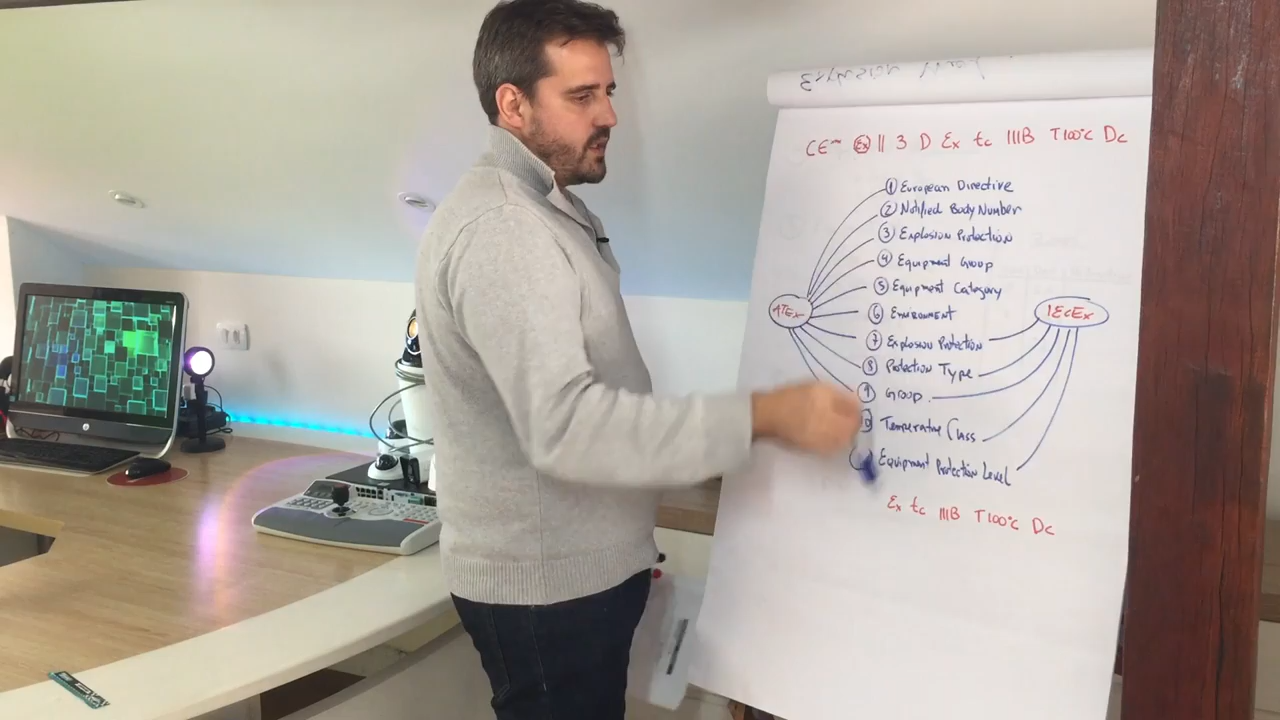 CE~ Ex II 3 D Ex tc IIIB T100°C Dc
1 European Directive
2 Notified Body Number
3 Explosion Protection
4 Equipment Group
5 Equipment Category
6 Environment
ATEx
IECEx
7 Explosion Protection
8 Protection Type
9 Group
Temperature Class
Equipment Protection Level
Ex tc IIIB T100°C Dc